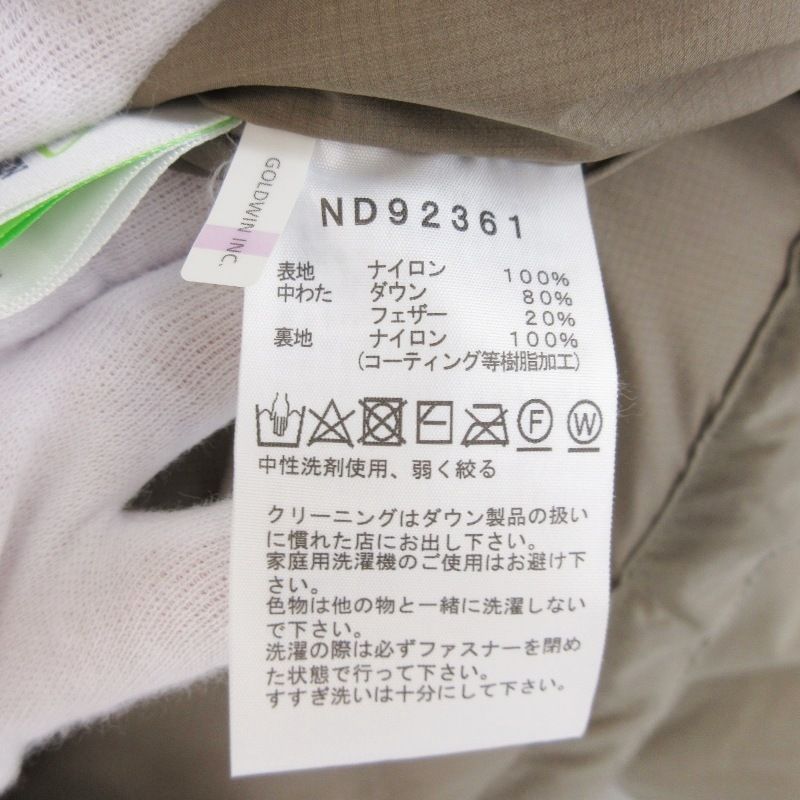 GOLDWIN INC.
ND92361
表地 ナイロン 100%
中わた ダウン 80%
フェザー 20%
裏地 ナイロン 100%
(コーティング等樹脂加工)
F W
中性洗剤使用、弱く絞る
クリーニングはダウン製品の扱い
に慣れた店にお出し下さい。
家庭用洗濯機のご使用はお避け下
さい。
色物は他の物と一緒に洗濯しない
で下さい。
洗濯の際は必ずファスナーを閉め
た状態で行って下さい。
すすぎ洗いは十分にして下さい。